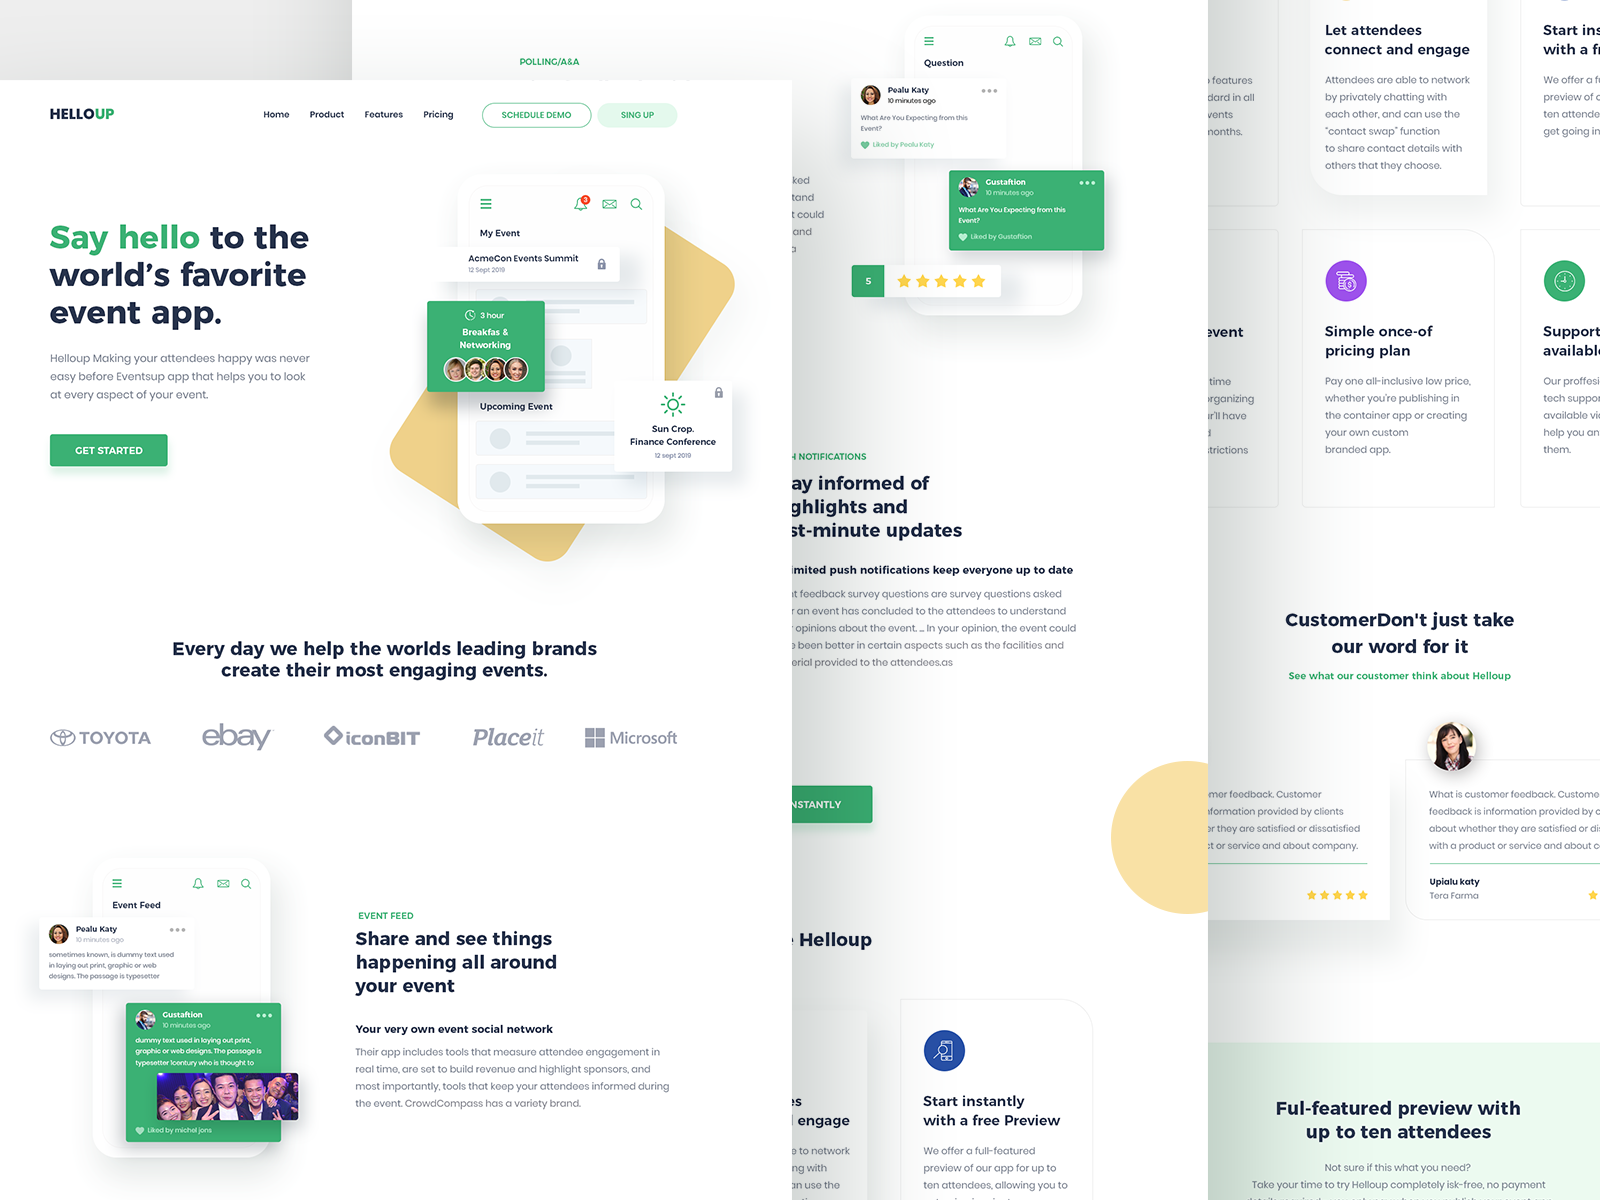 HELLOUP
Home
Product
Features
Pricing
SCHEDULE DEMO
SING UP
Say hello to the
world's favorite
event app.
Helloup Making your attendees happy was never
easy before Eventsup app that helps you to look
at every aspect of your event.
GET STARTED
3
My Event
AcmeCon Events Summit
12 Sept 2019
3 hour
Breakfas &
Networking
Upcoming Event
Sun Crop.
Finance Conference
12 sept 2019
Every day we help the worlds leading brands
create their most engaging events.
TOYOTA
ebay
iconBIT
Placeit
Microsoft
Event Feed
Pealu Katy
10 minutes ago
sometimes known, is dummy text used
in laying out print, graphic or web
designs. The passage is typesetter
Gustaftion
10 minutes ago
dummy text used in laying out print,
graphic or web designs. The passage is
typesetter 1century who is thought to
Liked by michel jons
EVENT FEED
Share and see things
happening all around
your event
Your very own event social network
Their app includes tools that measure attendee engagement in
real time, are set to build revenue and highlight sponsors, and
most importantly, tools that keep your attendees informed during
the event. CrowdCompass has a variety brand.
POLLING/A&A
Question
Pealu Katy
10 minutes ago
What Are You Expecting from this
Event?
Liked by Pealu Katy
Gustaftion
10 minutes ago
What Are You Expecting from this
Event?
Liked by Gustaftion
5
ked
tand
t could
and
a
H NOTIFICATIONS
ay informed of
ghlights and
st-minute updates
imited push notifications keep everyone up to date
nt feedback survey questions are survey questions asked
r an event has concluded to the attendees to understand
r opinions about the event. ... In your opinion, the event could
e been better in certain aspects such as the facilities and
erial provided to the attendees.as
NSTANTLY
e Helloup
es
l engage
e to network
ng with
an use the
Start instantly
with a free Preview
We offer a full-featured
preview of our app for up to
ten attendees, allowing you to
features
dard in all
vents
months.
Let attendees
connect and engage
Attendees are able to network
by privately chatting with
each other, and can use the
"contact swap" function
to share contact details with
others that they choose.
Start ins
with a fr
We offer a fu
preview of o
ten attende
get going in
event
time
organizing
ur'll have
d
strictions
Simple once-of
pricing plan
Pay one all-inclusive low price,
whether you're publishing in
the container app or creating
your own custom
branded app.
Support
available
Our proffesi
tech suppor
available via
help you an
them.
CustomerDon't just take
our word for it
See what our coustomer think about Helloup
mer feedback. Customer
nformation provided by clients
er they are satisfied or dissatisfied
ct or service and about company.
What is customer feedback. Custome
feedback is information provided by c
about whether they are satisfied or dis
with a product or service and about c
Upialu katy
Tera Farma
Ful-featured preview with
up to ten attendees
Not sure if this what you need?
Take your time to try Helloup completely isk-free, no payment